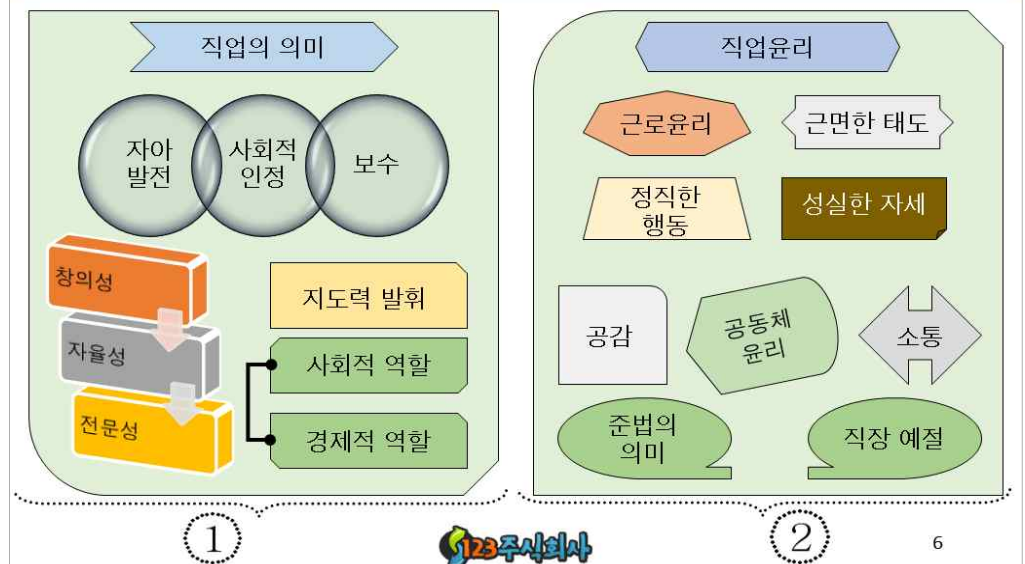 직업의 의미
자아
발전
사회적
인정
보수
창의성
자율성
전문성
지도력 발휘
사회적 역할
경제적 역할
1
직업윤리
근로윤리
근면한 태도
정직한
행동
성실한 자세
공감
공동체
윤리
소통
준법의
의미
직장 예절
2
123주식회사
6